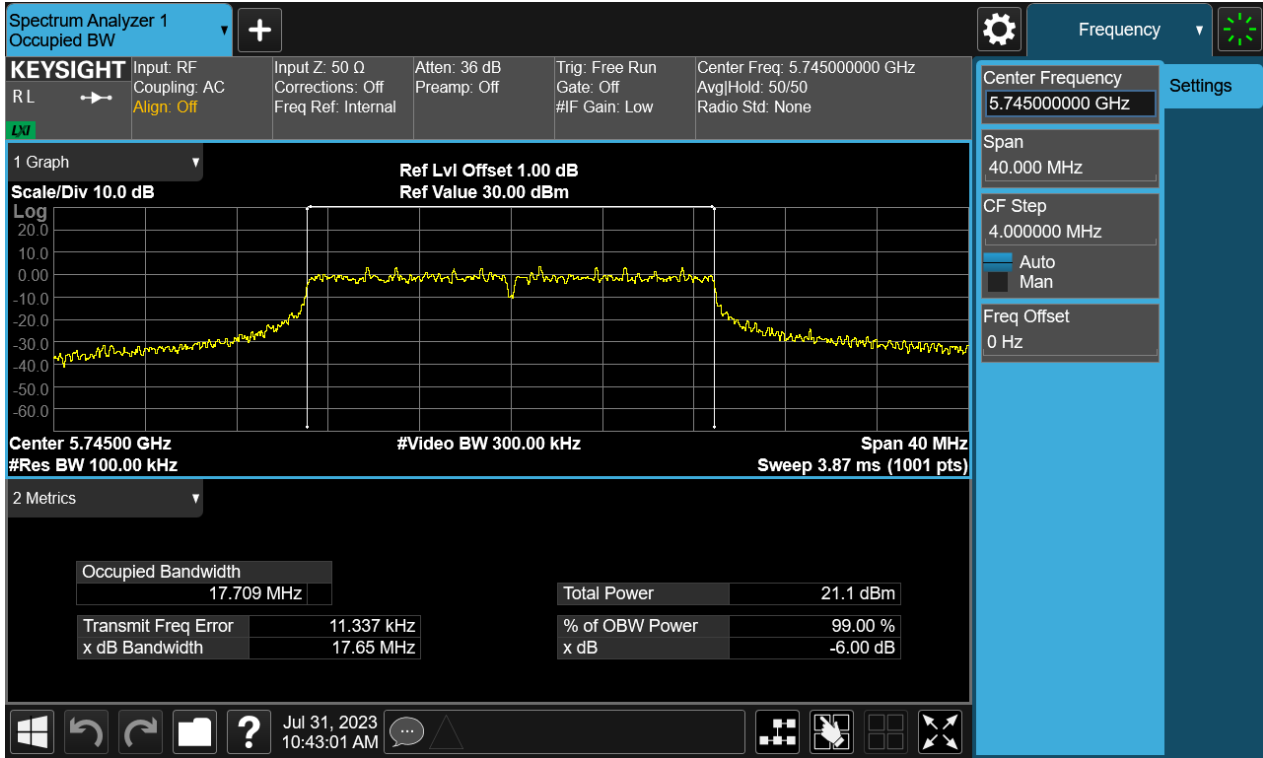 Spectrum Analyzer 1
Occupied BW
Frequency
KEYSIGHT
R L
LXI
Input: RF
Coupling: AC
Align: Off
Input Z: 50 Ω
Corrections: Off
Freq Ref: Internal
Atten: 36 dB
Preamp: Off
Trig: Free Run
Gate: Off
#IF Gain: Low
Center Freq: 5.745000000 GHz
Avg|Hold: 50/50
Radio Std: None
Center Frequency
5.745000000 GHz
Settings
Span
40.000 MHz
CF Step
4.000000 MHz
Auto
Man
Freq Offset
0 Hz
1 Graph
Scale/Div 10.0 dB
Ref Lvl Offset 1.00 dB
Ref Value 30.00 dBm
Log
20.0
10.0
0.00
-10.0
-20.0
-30.0
-40.0
-50.0
-60.0
Center 5.74500 GHz
#Video BW 300.00 kHz
Span 40 MHz
#Res BW 100.00 kHz
Sweep 3.87 ms (1001 pts)
2 Metrics
Occupied Bandwidth
17.709 MHz
Total Power 21.1 dBm
Transmit Freq Error 11.337 kHz
% of OBW Power 99.00 %
x dB Bandwidth 17.65 MHz
x dB -6.00 dB
?
Jul 31, 2023
10:43:01 AM